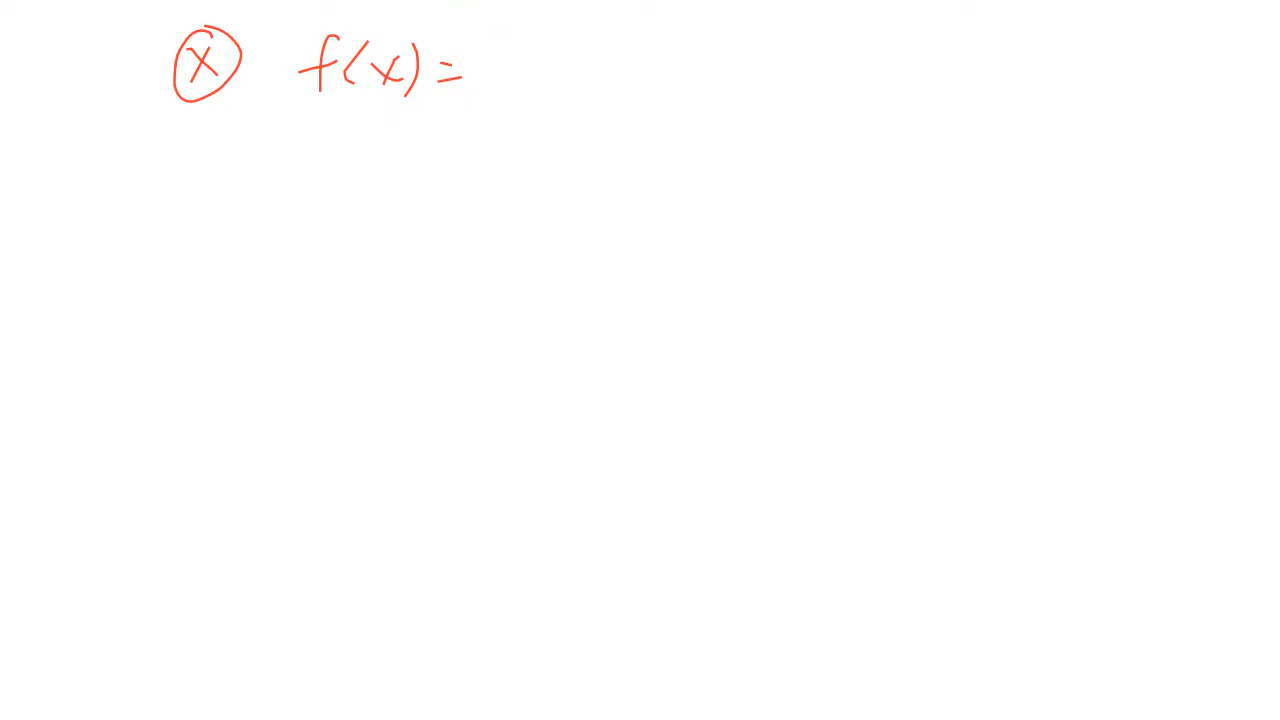 Ⓧ f(x)=